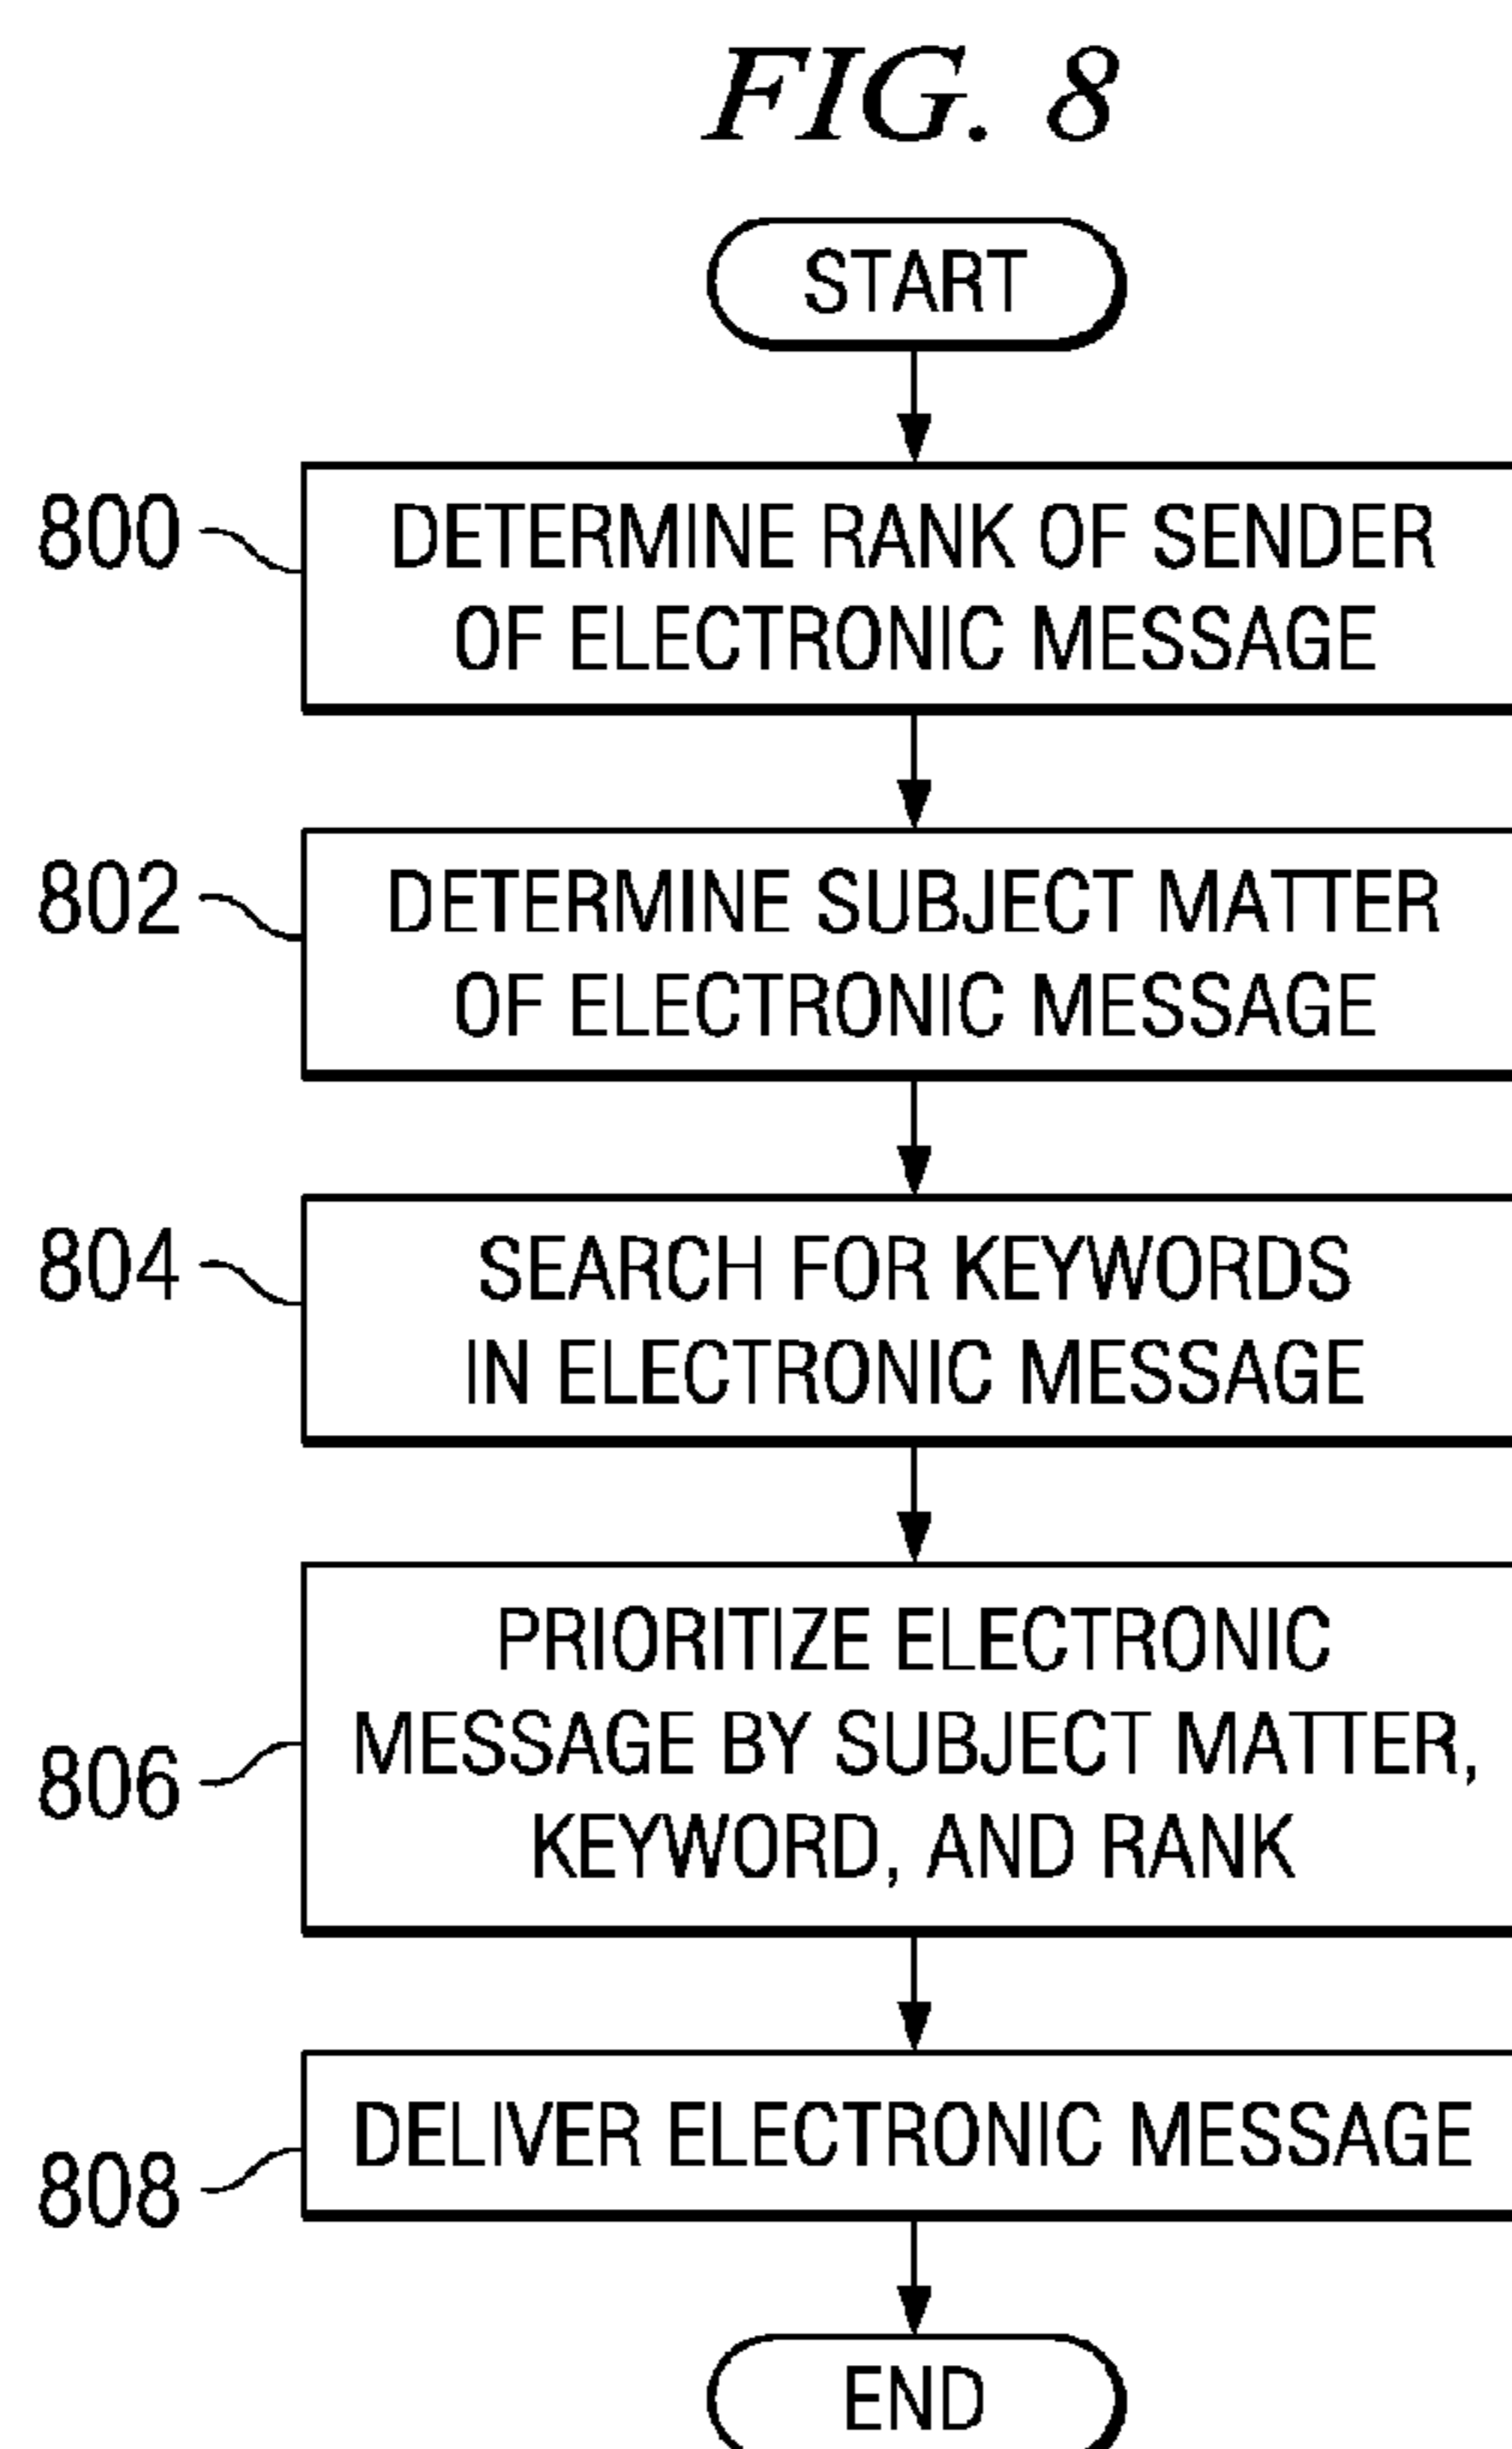 FIG. 8
START
800
DETERMINE RANK OF SENDER
OF ELECTRONIC MESSAGE
802
DETERMINE SUBJECT MATTER
OF ELECTRONIC MESSAGE
804
SEARCH FOR KEYWORDS
IN ELECTRONIC MESSAGE
806
PRIORITIZE ELECTRONIC
MESSAGE BY SUBJECT MATTER,
KEYWORD, AND RANK
808
DELIVER ELECTRONIC MESSAGE
END